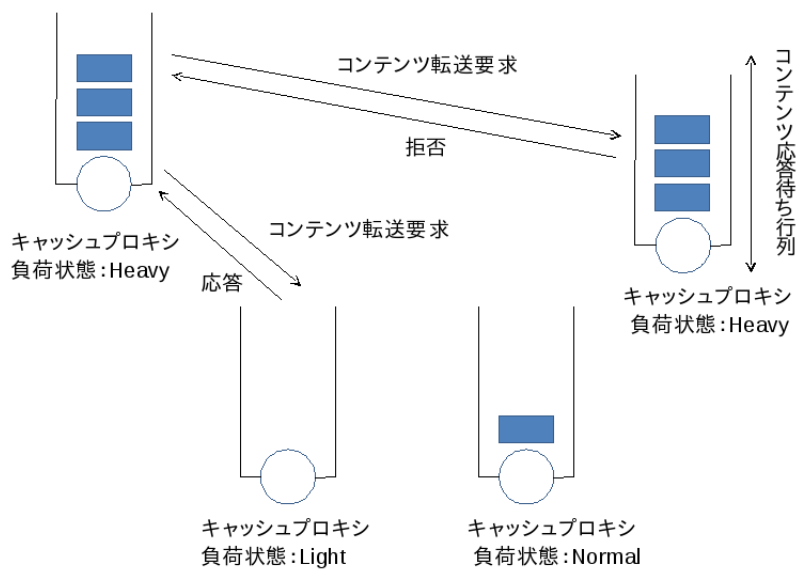 コンテンツ転送要求
拒否
コンテンツ応答待ち行列
キャッシュプロキシ
負荷状態:Heavy
コンテンツ転送要求
応答
キャッシュプロキシ
負荷状態:Heavy
キャッシュプロキシ
負荷状態:Light
キャッシュプロキシ
負荷状態:Normal